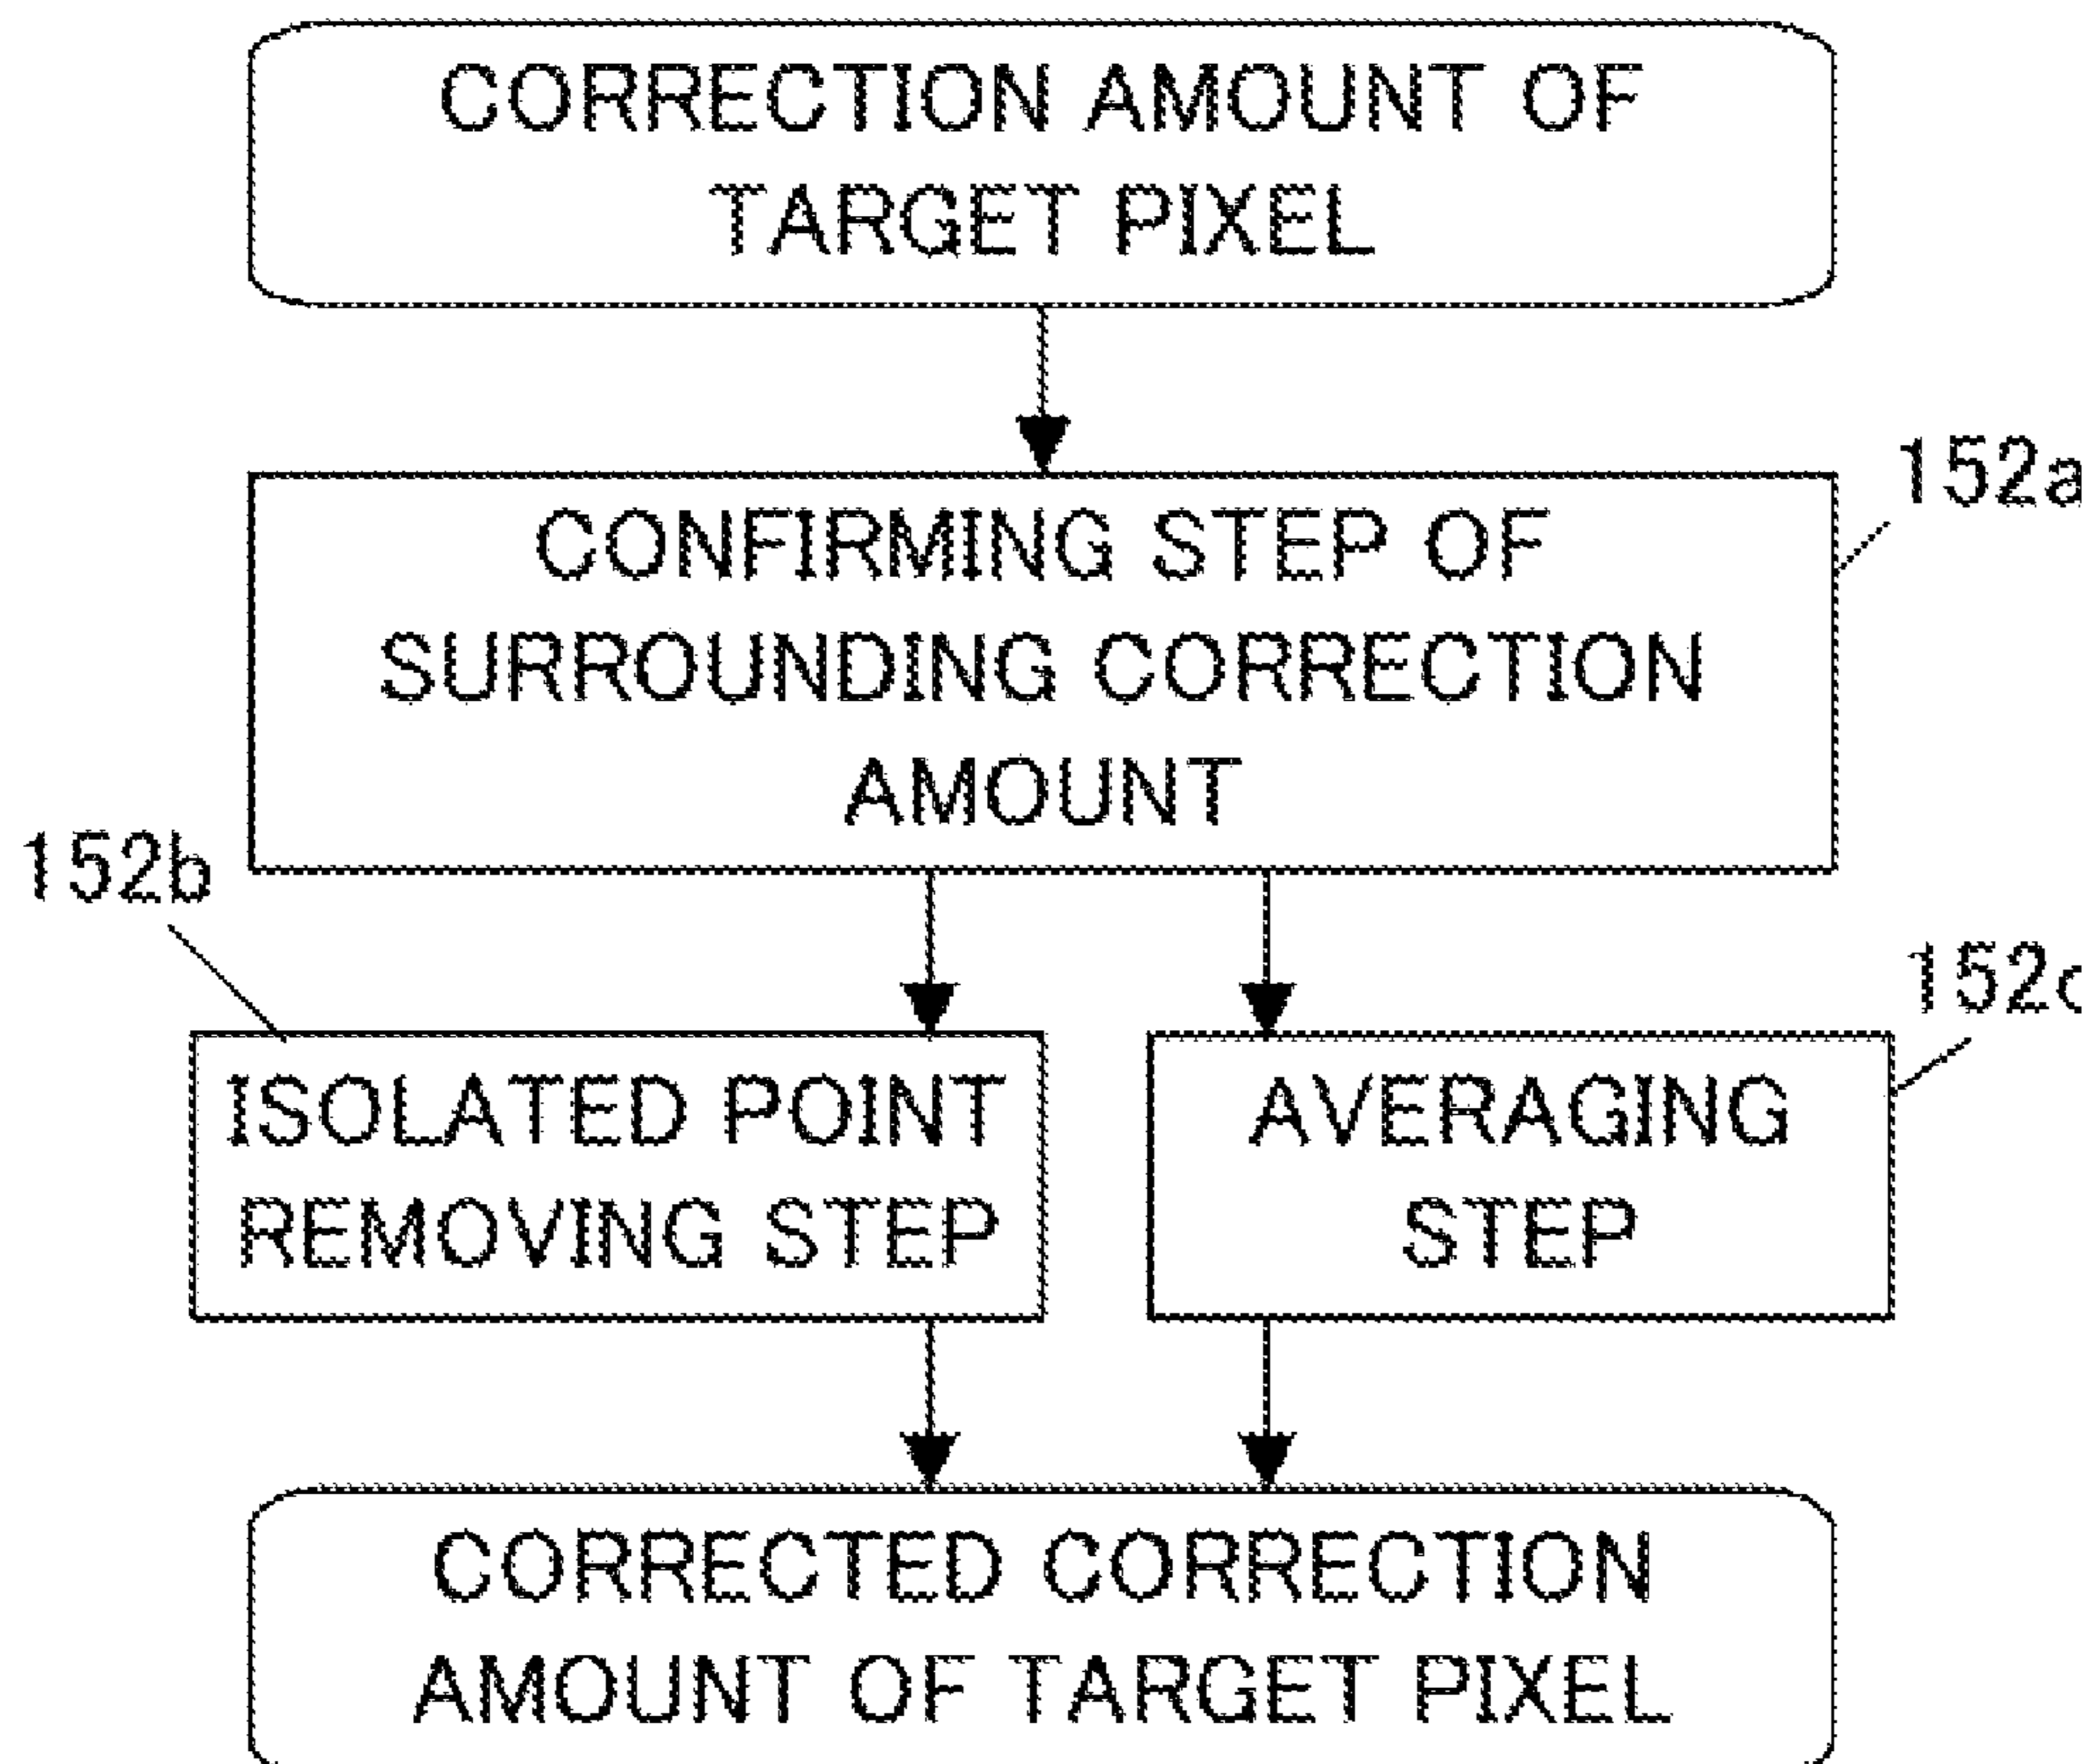 CORRECTION AMOUNT OF
TARGET PIXEL
152a
CONFIRMING STEP OF
SURROUNDING CORRECTION
AMOUNT
152b
152c
ISOLATED POINT
REMOVING STEP
AVERAGING
STEP
CORRECTED CORRECTION
AMOUNT OF TARGET PIXEL